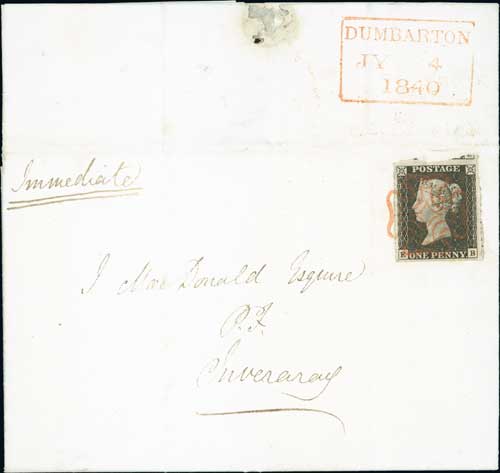 DUMBARTON
JY 4
1840
Immediate
POSTAGE
E ONE PENNY B
J MacDonald Esquire
P.F.
Inveraray